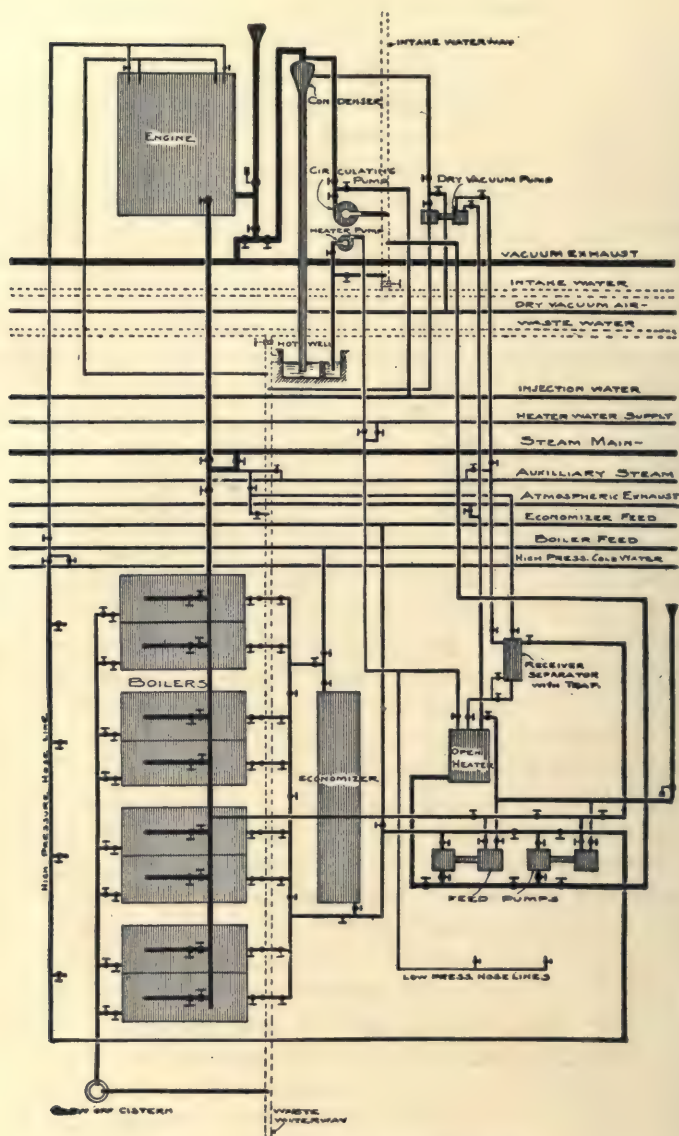 INTAKE WATERWAY
CONDENSER
ENGINE
CIRCULATING
PUMP
DRY VACUUM PUMP
HEATER PUMP
VACUUM EXHAUST
INTAKE WATER
DRY VACUUM AIR-
WASTE WATER
HOT WELL
INJECTION WATER
HEATER WATER SUPPLY
STEAM MAIN-
AUXILLIARY STEAM
ATMOSPHERIC EXHAUST
ECONOMIZER FEED
BOILER FEED
HIGH PRESS. COLD WATER
RECEIVER
SEPARATOR
WITH TRAP.
BOILERS
OPEN
HEATER
ECONOMIZER
HIGH PRESSURE HOSE LINE
FEED PUMPS
LOW PRESS HOSE LINES
BLOW OFF CISTERN
WASTE
WATERWAY